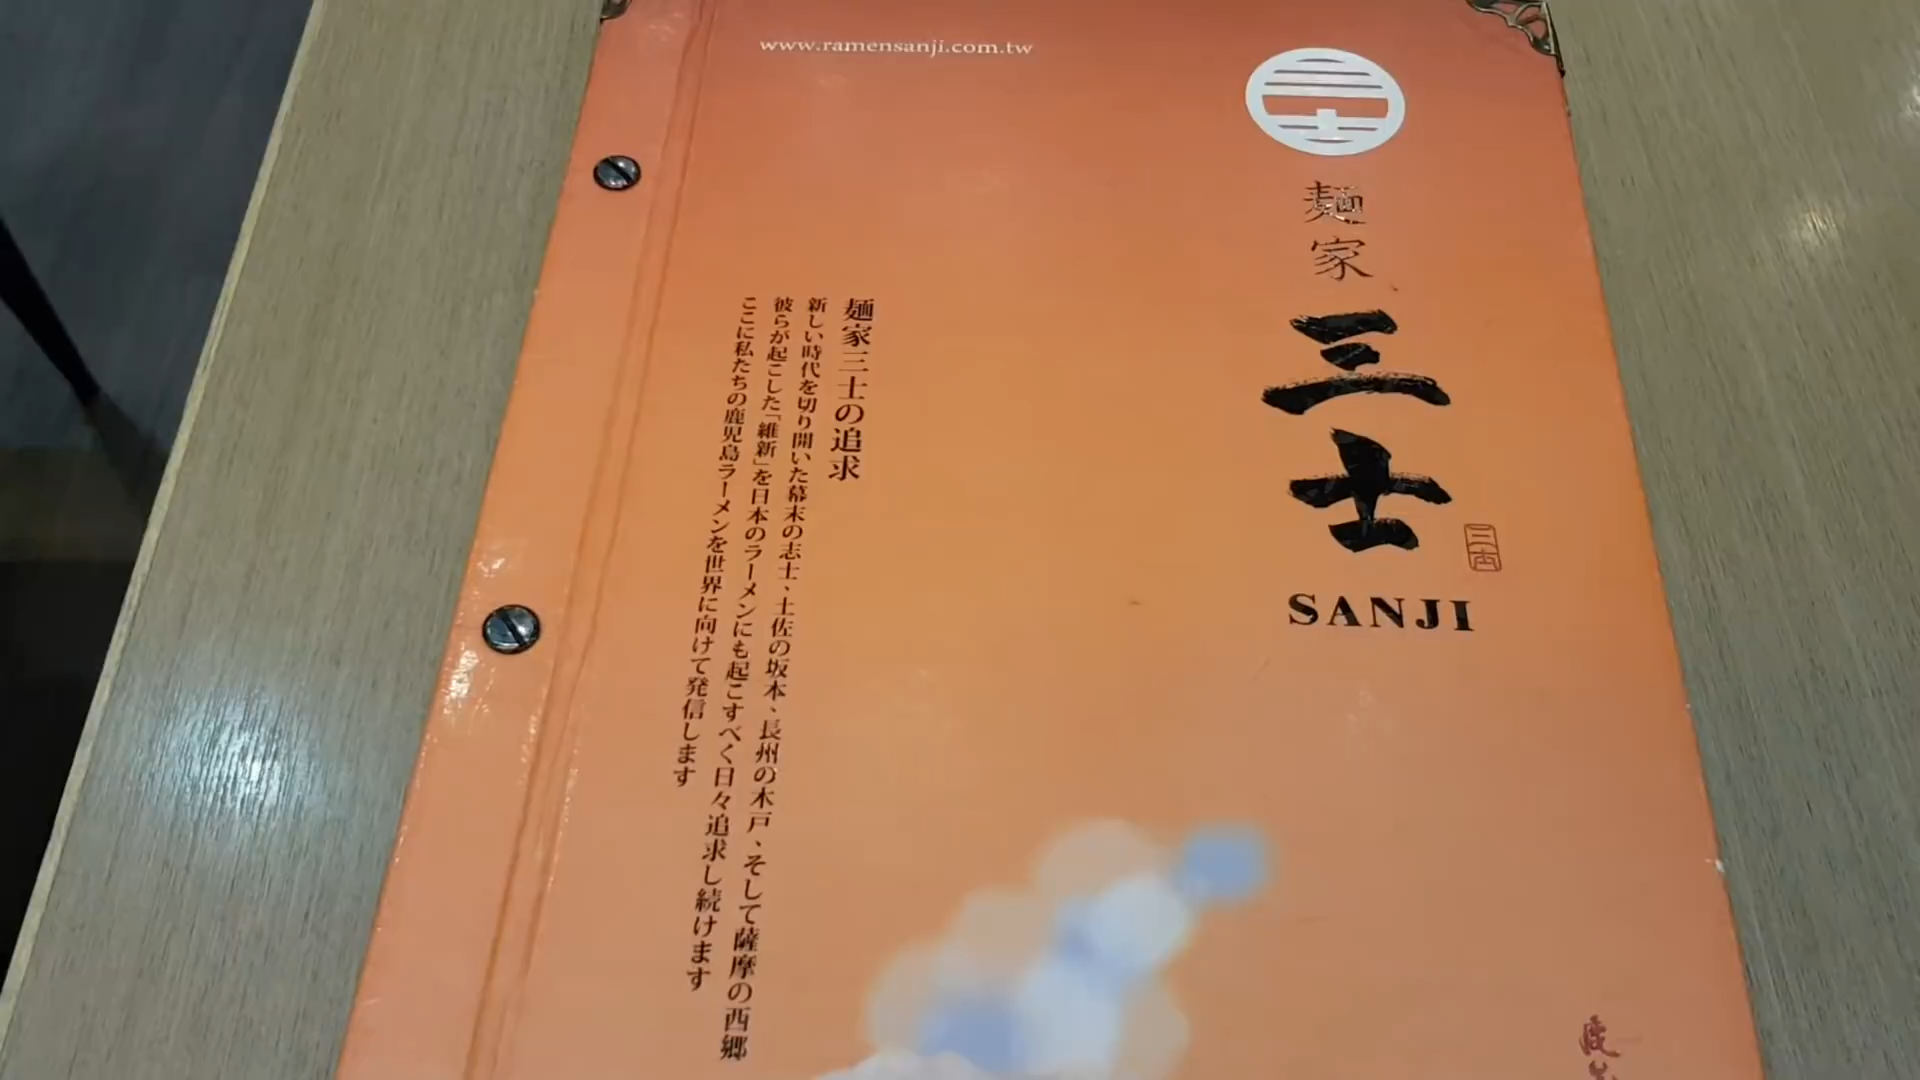 www.ramensanji.com.tw
麺家
三士
SANJI
麺家三士の追求
新しい時代を切り開いた幕末の志士、土佐の坂本、長州の木戸、そして薩摩の西郷
彼らが起こした「維新」を日本のラーメンにも起こすべく日々追求し続けます
ここに私たちの鹿児島ラーメンを世界に向けて発信します